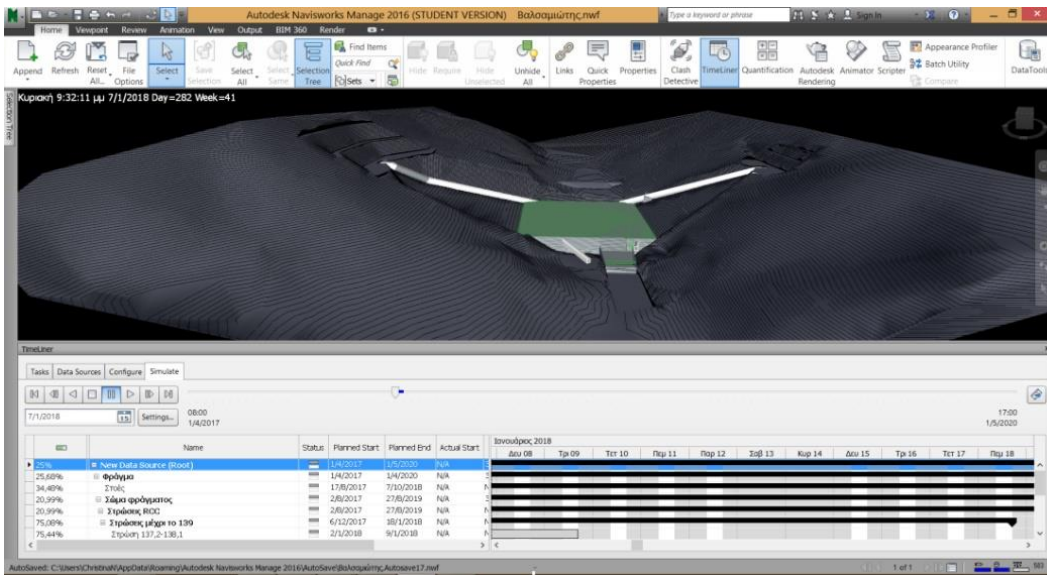 Autodesk Navisworks Manage 2016 (STUDENT VERSION) Βαλσαμιώτης.nwf
Type a keyword or phrase
Sign In
Home Viewpoint Review Animation View Output BIM 360 Render
Append Refresh Reset All... File Options Select Save Selection Select All Select Same Selection Tree
Find Items
Quick Find
Sets
Hide Require Hide Unselected Unhide All Links Quick Properties Properties Clash Detective TimeLiner Quantification Autodesk Rendering Animator Scripter
Appearance Profiler
Batch Utility
Compare
DataTools
Selection Tree
Κυριακή 9:32:11 μμ 7/1/2018 Day=282 Week=41
TimeLiner
Tasks Data Sources Configure Simulate
7/1/2018 Settings...
08:00
1/4/2017
17:00
1/5/2020
Name Status Planned Start Planned End Actual Start
Ιανουάριος 2018
Δευ 08 Τρι 09 Τετ 10 Πεμ 11 Παρ 12 Σαβ 13 Κυρ 14 Δευ 15 Τρι 16 Τετ 17 Πεμ 18
25% New Data Source (Root) 1/4/2017 1/5/2020 N/A
25,68% Φράγμα 1/4/2017 1/4/2020 N/A
34,48% Στοές 17/8/2017 7/10/2018 N/A
20,99% Σώμα φράγματος 2/8/2017 27/8/2019 N/A
20,99% Στρώσεις RCC 2/8/2017 27/8/2019 N/A
75,08% Στρώσεις μέχρι το 139 6/12/2017 18/1/2018 N/A
75,44% Στρώση 137,2-138,1 2/1/2018 9/1/2018 N/A
AutoSaved: C:\Users\ChristinaN\AppData\Roaming\Autodesk Navisworks Manage 2016\AutoSave\Βαλσαμιώτης.Autosave17.nwf
1 of 1